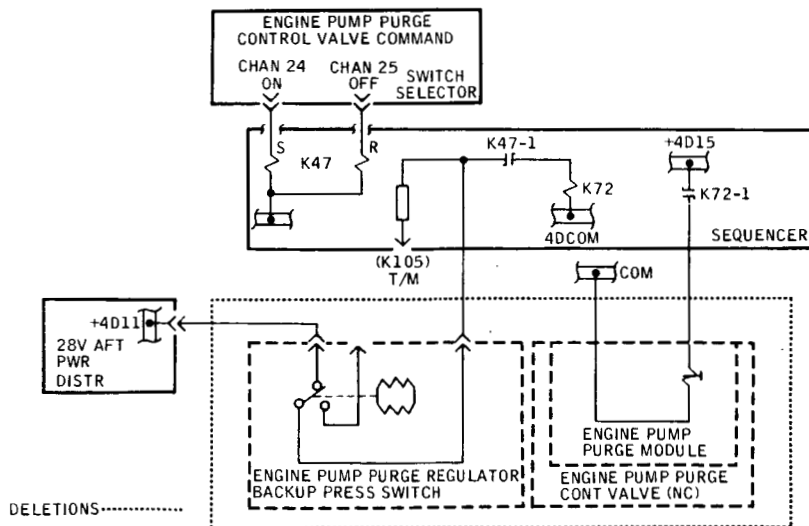 ENGINE PUMP PURGE
CONTROL VALVE COMMAND
CHAN 24 CHAN 25
ON OFF
SWITCH
SELECTOR
S R
K47
K47-1
+4D15
K72
K72-1
4DCOM
SEQUENCER
(K105)
T/M
COM
+4D11
28V AFT
PWR
DISTR
ENGINE PUMP
PURGE MODULE
ENGINE PUMP PURGE REGULATOR
BACKUP PRESS SWITCH
ENGINE PUMP PURGE
CONT VALVE (NC)
DELETIONS